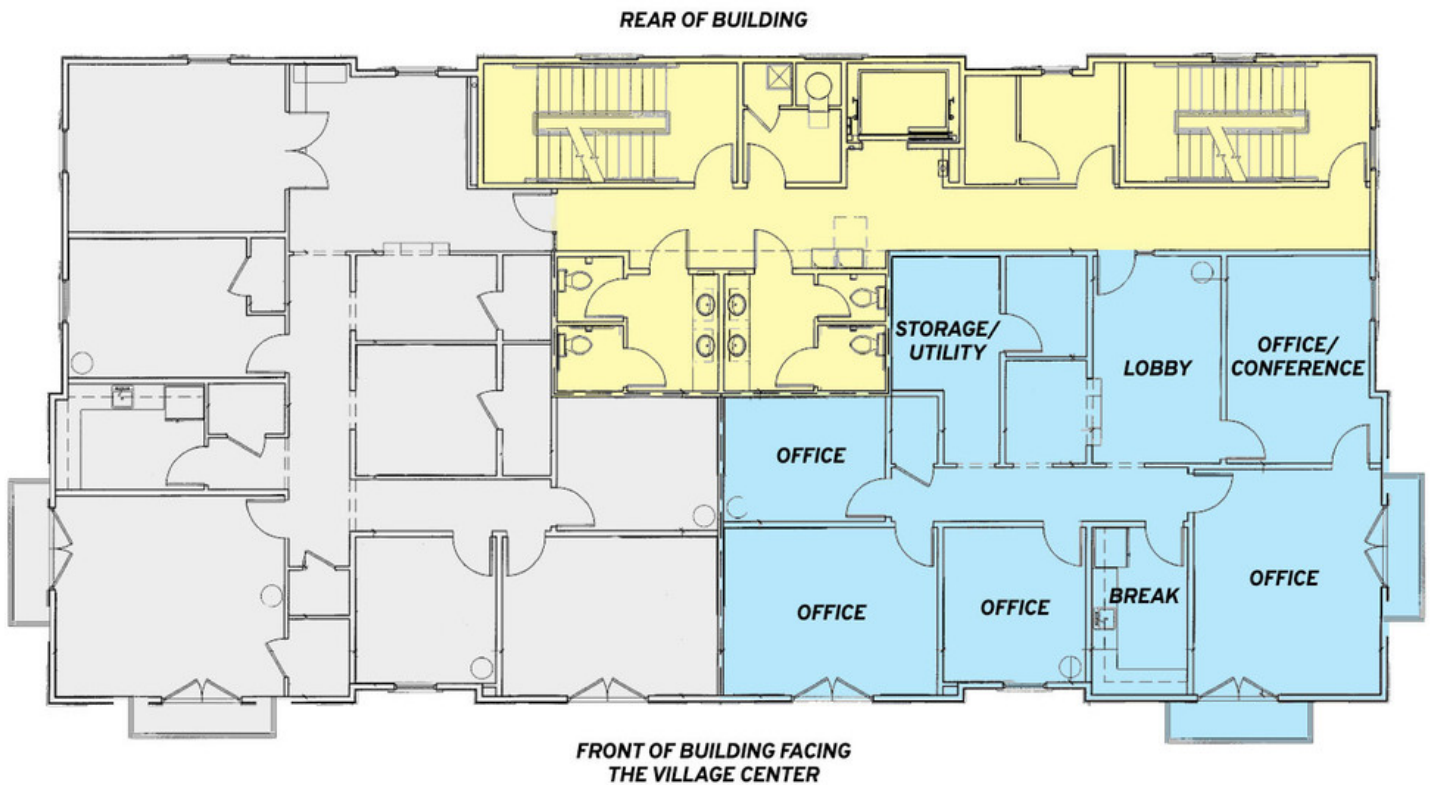 REAR OF BUILDING
STORAGE/
UTILITY
LOBBY
OFFICE/
CONFERENCE
OFFICE
OFFICE
OFFICE
BREAK
OFFICE
FRONT OF BUILDING FACING
THE VILLAGE CENTER